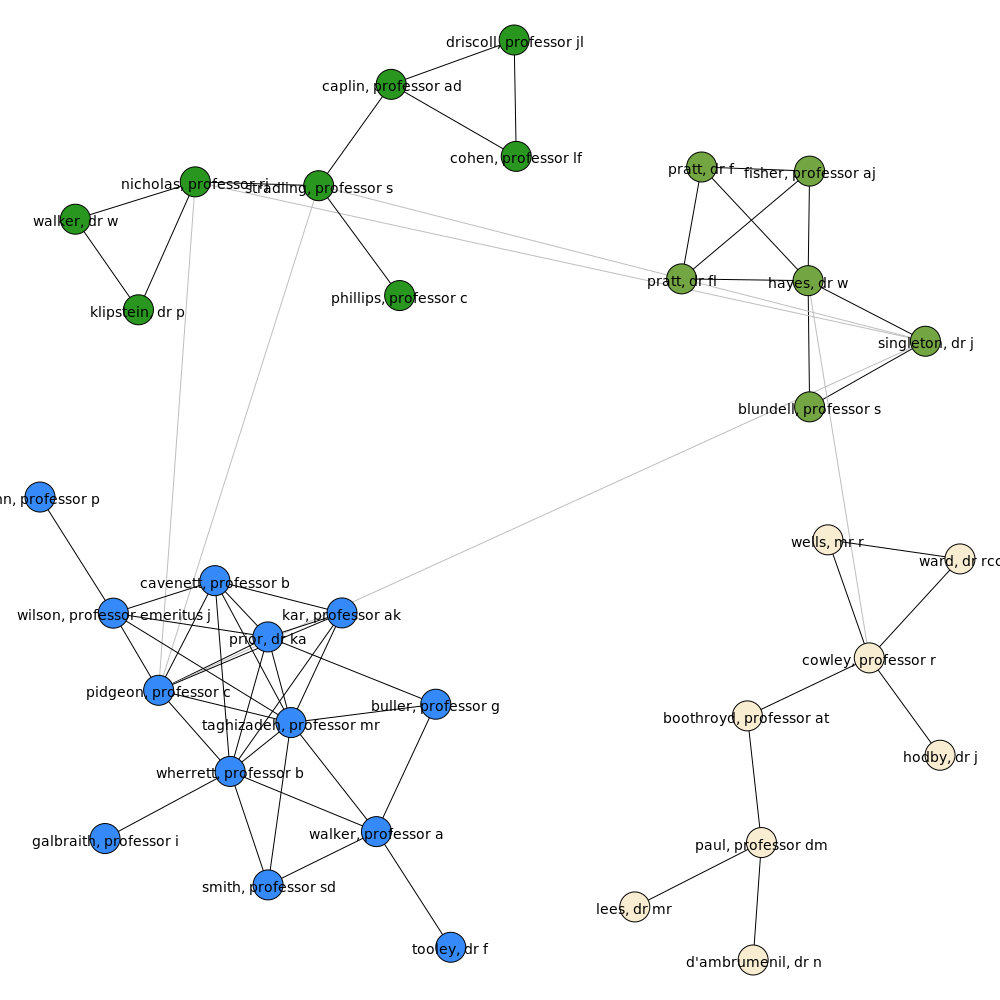 driscoll, professor jl
caplin, professor ad
cohen, professor lf
nicholas, professor rj
stradling, professor s
pratt, dr f
fisher, professor aj
walker, dr w
pratt, dr fl
hayes, dr w
phillips, professor c
klipstein, dr p
singleton, dr j
blundell, professor s
professor p
wells, mr r
ward, dr rcc
cavenett, professor b
wilson, professor emeritus j
kar, professor ak
prior, dr ka
cowley, professor r
pidgeon, professor c
buller, professor g
boothroyd, professor at
taghizadeh, professor mr
hodby, dr j
wherrett, professor b
galbraith, professor i
walker, professor a
paul, professor dm
smith, professor sd
lees, dr mr
tooley, dr f
d'ambrumenil, dr n